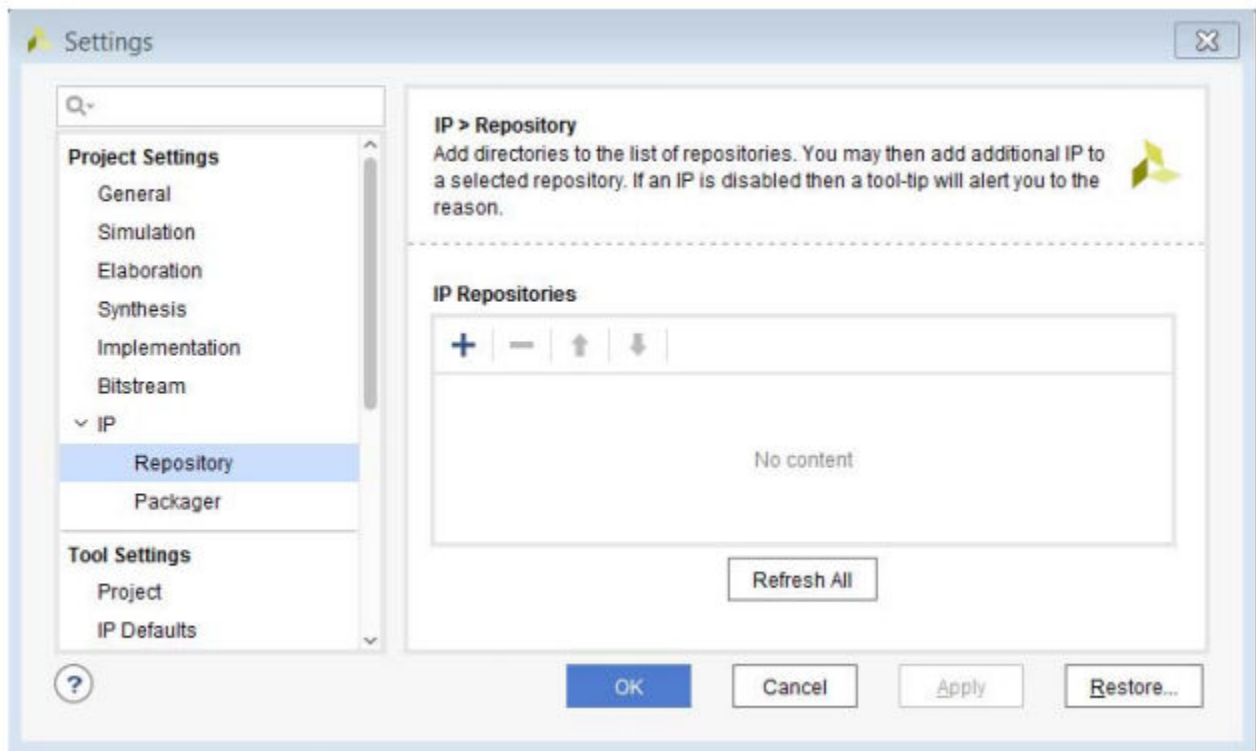 Settings
Project Settings
General
Simulation
Elaboration
Synthesis
Implementation
Bitstream
IP
Repository
Packager
Tool Settings
Project
IP Defaults
IP > Repository
Add directories to the list of repositories. You may then add additional IP to
a selected repository. If an IP is disabled then a tool-tip will alert you to the
reason.
IP Repositories
No content
Refresh All
?
OK
Cancel
Apply
Restore...